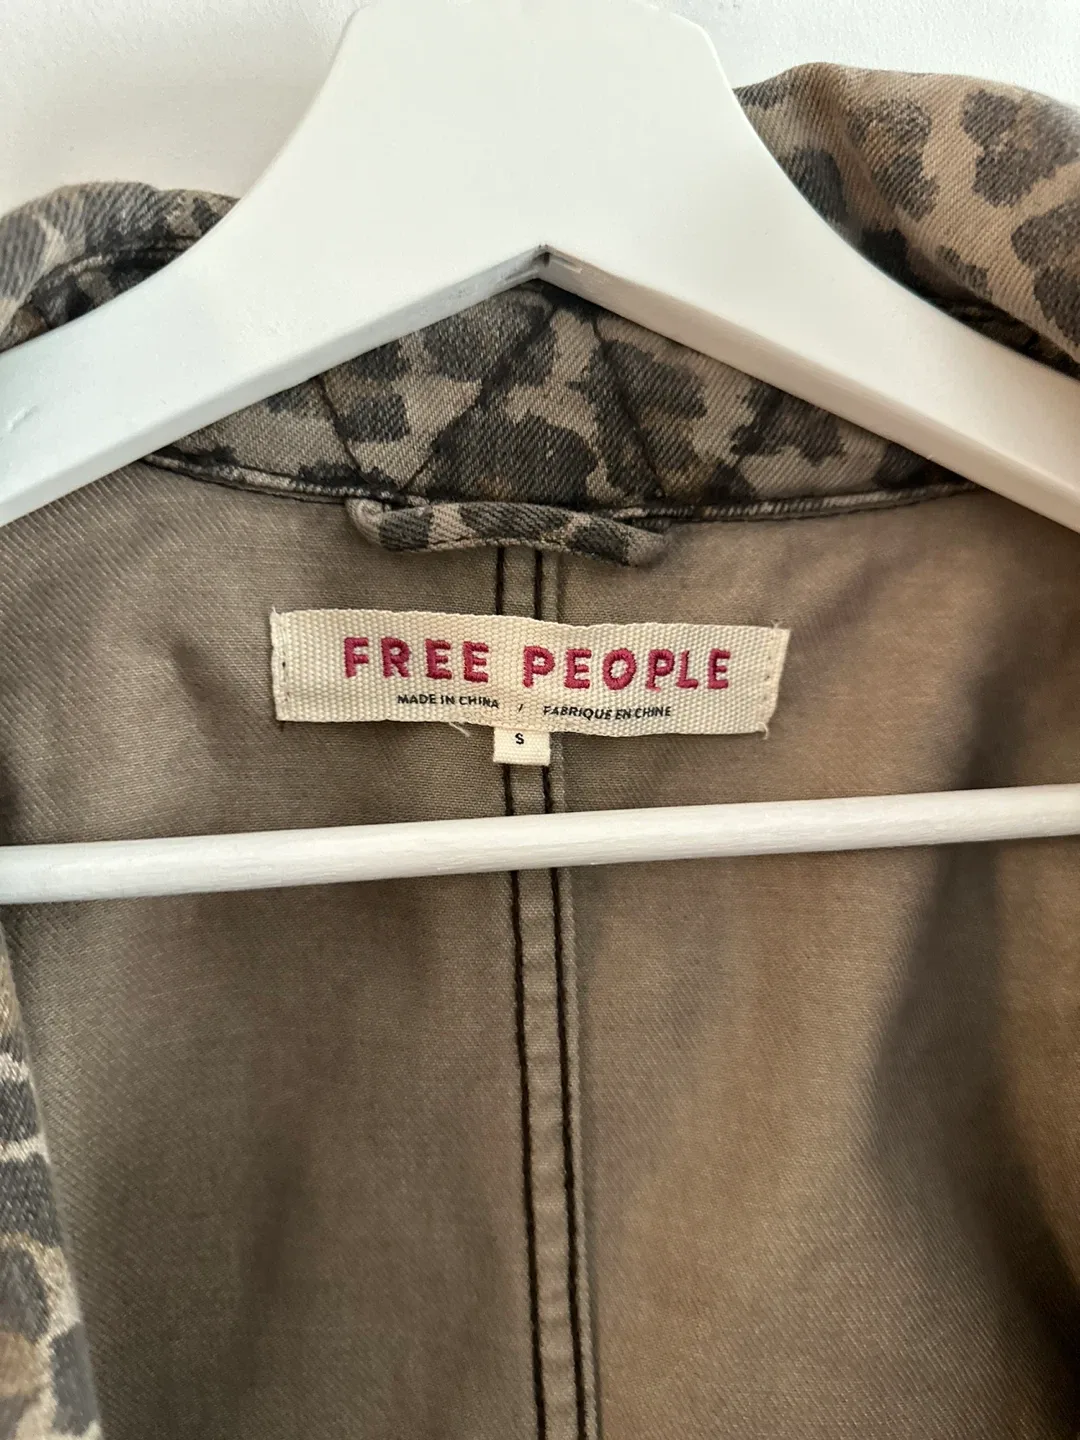 FREE PEOPLE
MADE IN CHINA / FABRIQUE EN CHINE
S